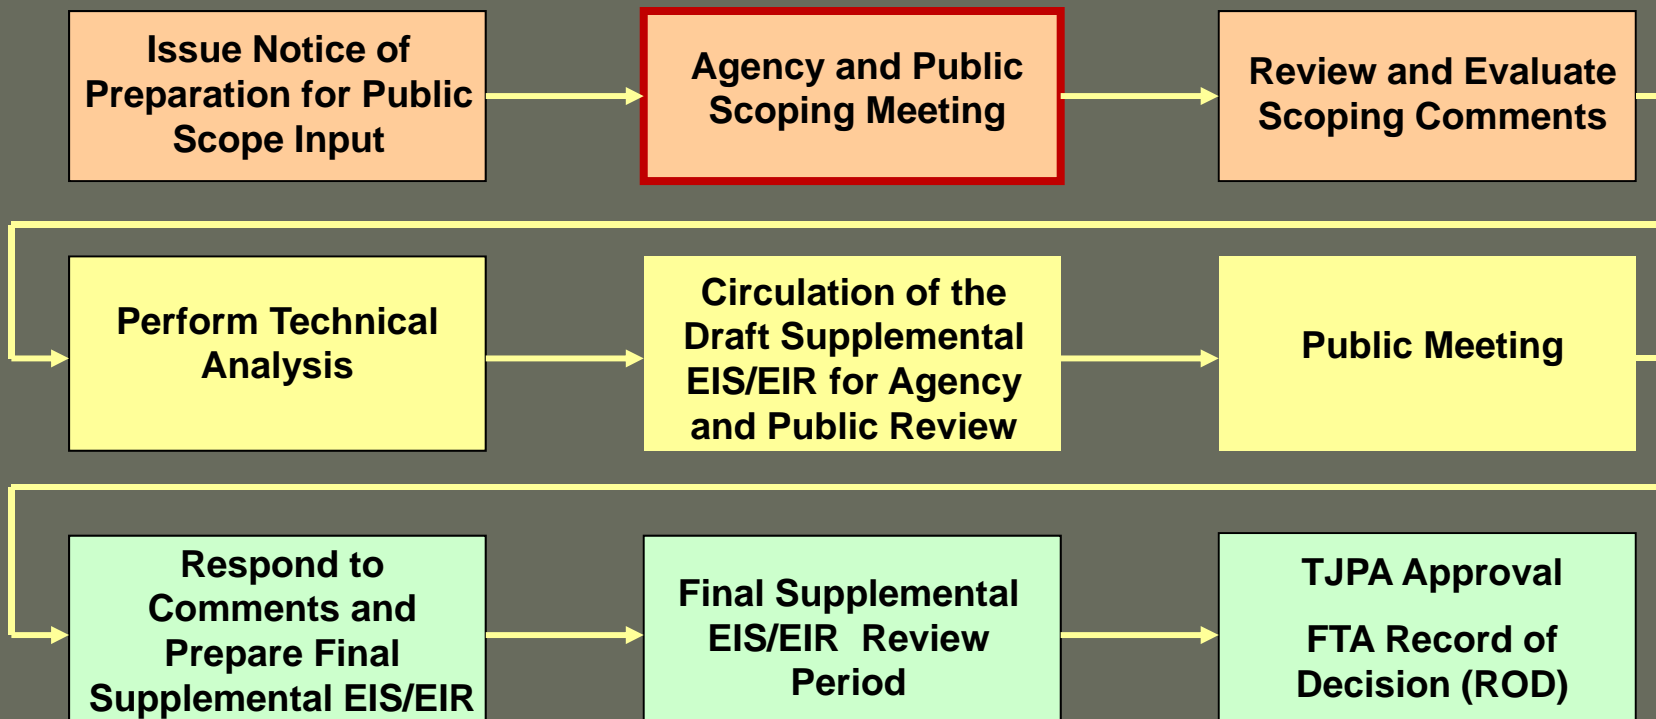 Issue Notice of
Preparation for Public
Scope Input
Agency and Public
Scoping Meeting
Review and Evaluate
Scoping Comments
Perform Technical
Analysis
Circulation of the
Draft Supplemental
EIS/EIR for Agency
and Public Review
Public Meeting
Respond to
Comments and
Prepare Final
Supplemental EIS/EIR
Final Supplemental
EIS/EIR Review
Period
TJPA Approval
FTA Record of
Decision (ROD)